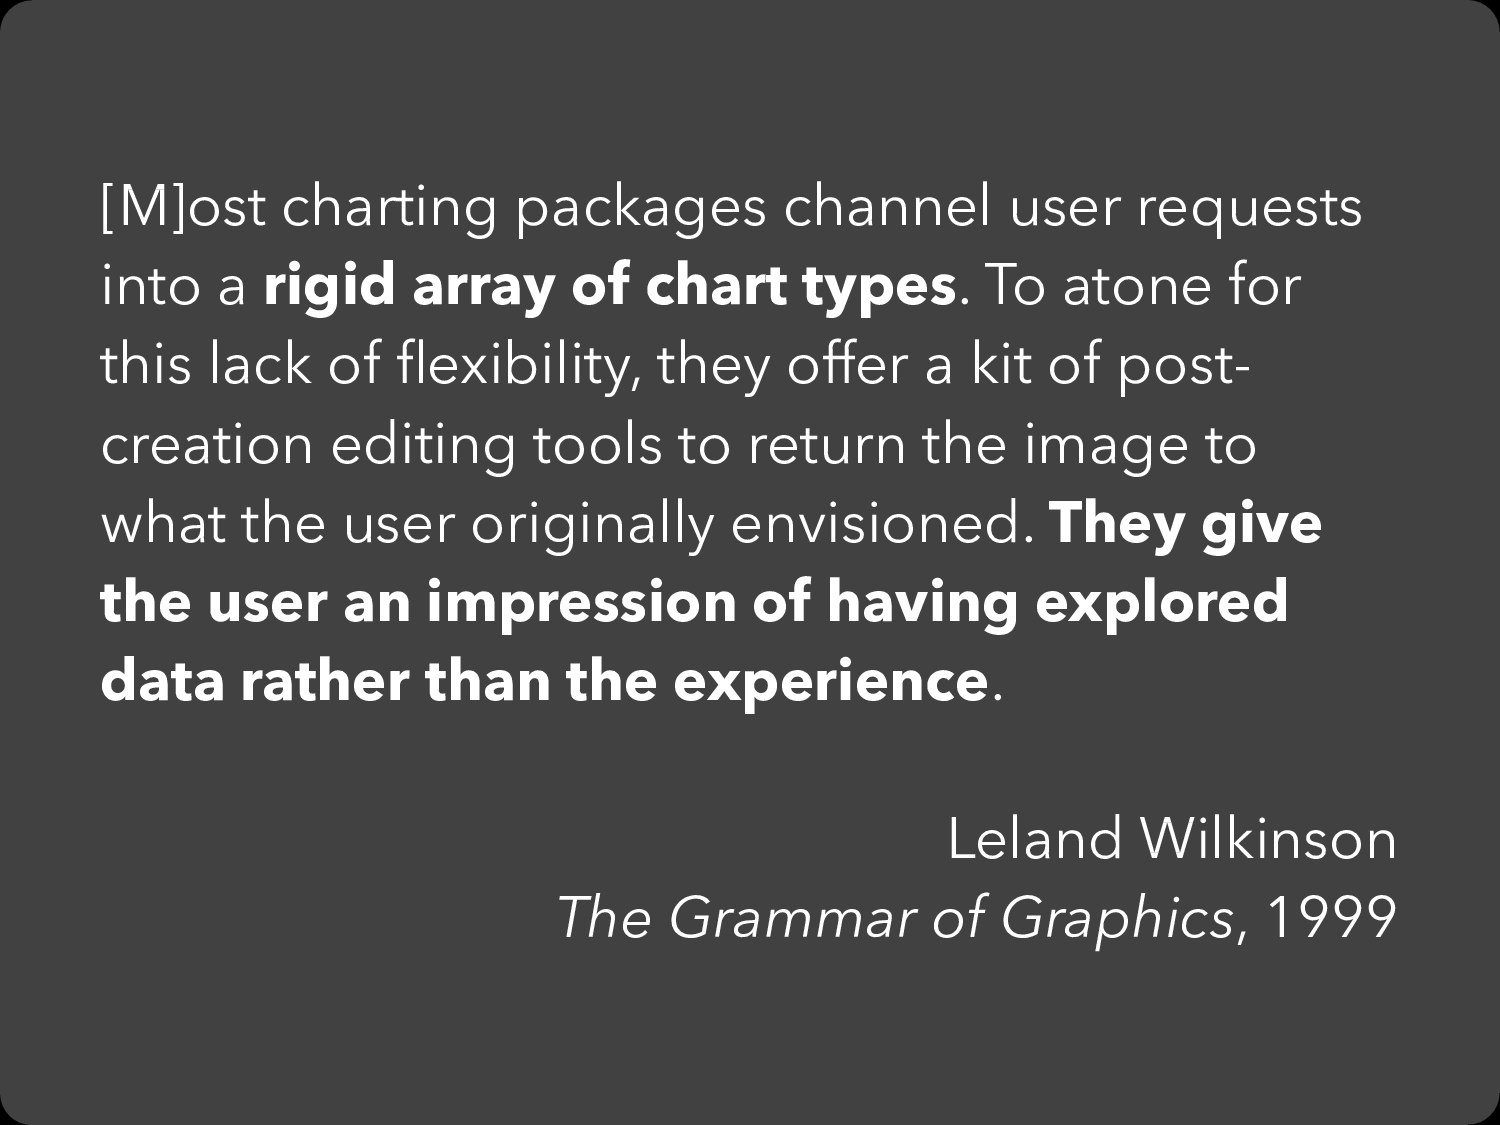 [M]ost charting packages channel user requests
into a rigid array of chart types. To atone for
this lack of flexibility, they offer a kit of post-
creation editing tools to return the image to
what the user originally envisioned. They give
the user an impression of having explored
data rather than the experience.
Leland Wilkinson
The Grammar of Graphics, 1999